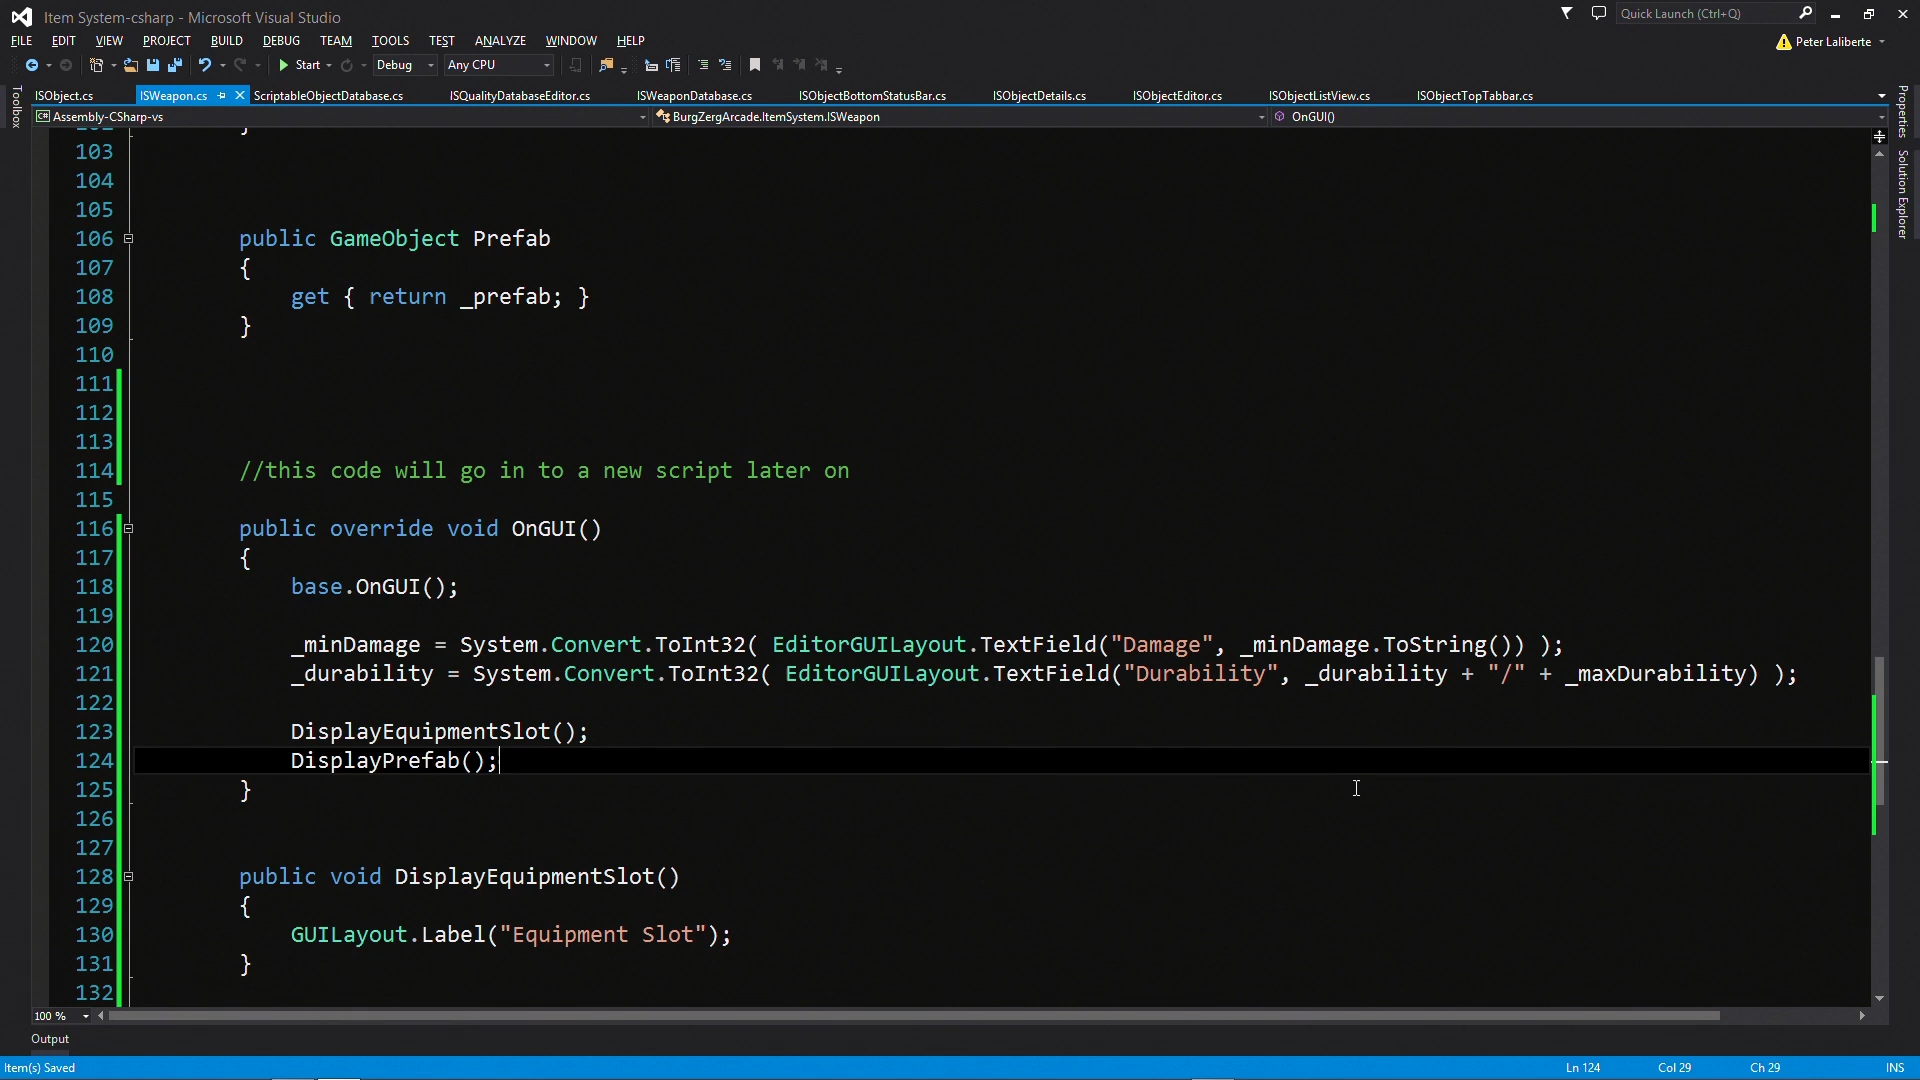 Item System-csharp - Microsoft Visual Studio
Quick Launch (Ctrl+Q)
FILE EDIT VIEW PROJECT BUILD DEBUG TEAM TOOLS TEST ANALYZE WINDOW HELP
Peter Laliberte
Start Debug Any CPU
Toolbox
ISObject.cs ISWeapon.cs ScriptableObjectDatabase.cs ISQualityDatabaseEditor.cs ISWeaponDatabase.cs ISObjectBottomStatusBar.cs ISObjectDetails.cs ISObjectEditor.cs ISObjectListView.cs ISObjectTopTabbar.cs
Properties
Solution Explorer
Assembly-CSharp-vs BurgZergArcade.ItemSystem.ISWeapon OnGUI()
102 }
103
104
105
106 public GameObject Prefab
107 {
108 get { return _prefab; }
109 }
110
111
112
113
114 //this code will go in to a new script later on
115
116 public override void OnGUI()
117 {
118 base.OnGUI();
119
120 _minDamage = System.Convert.ToInt32( EditorGUILayout.TextField("Damage", _minDamage.ToString()) );
121 _durability = System.Convert.ToInt32( EditorGUILayout.TextField("Durability", _durability + "/" + _maxDurability) );
122
123 DisplayEquipmentSlot();
124 DisplayPrefab();
125 }
126
127
128 public void DisplayEquipmentSlot()
129 {
130 GUILayout.Label("Equipment Slot");
131 }
132
100 %
Output
Item(s) Saved Ln 124 Col 29 Ch 29 INS